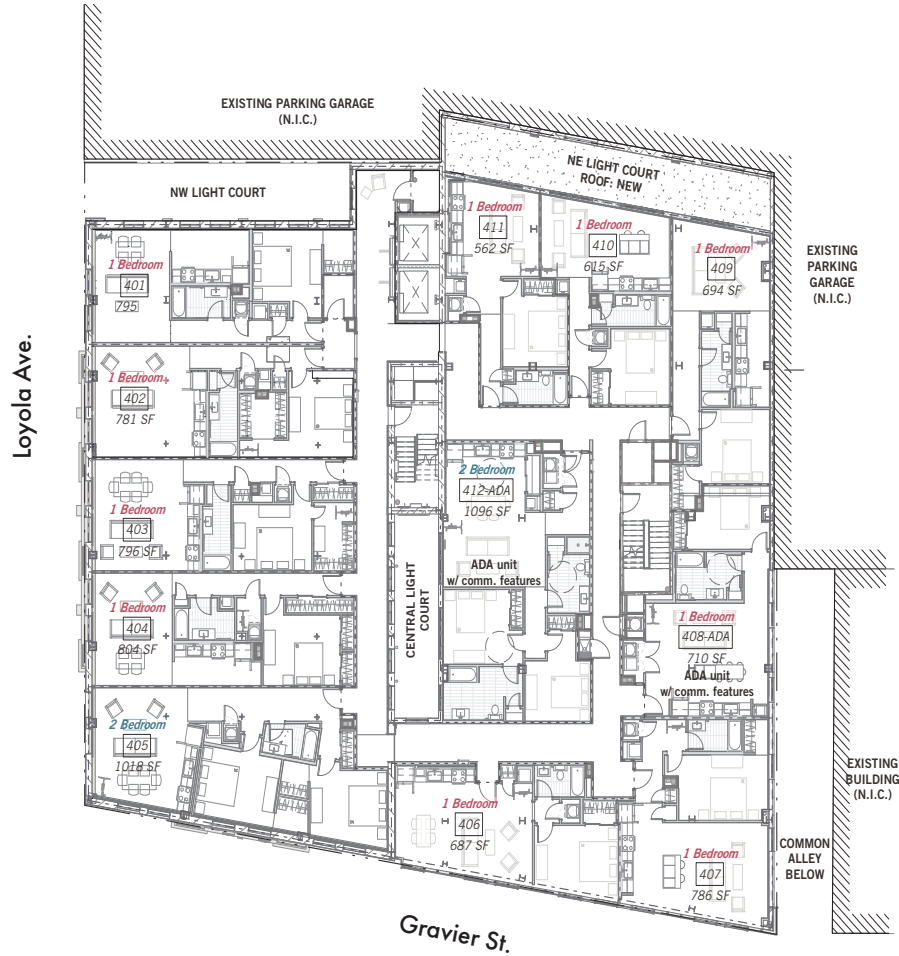 EXISTING PARKING GARAGE
(N.I.C.)
NW LIGHT COURT
NE LIGHT COURT
ROOF: NEW
1 Bedroom
411
562 SF
1 Bedroom
410
615 SF
1 Bedroom
409
694 SF
EXISTING
PARKING
GARAGE
(N.I.C.)
1 Bedroom
401
795
Loyola Ave.
1 Bedroom
402
781 SF
1 Bedroom
403
796 SF
2 Bedroom
412-ADA
1096 SF
ADA unit
w/ comm. features
CENTRAL LIGHT
COURT
1 Bedroom
404
804 SF
1 Bedroom
408-ADA
710 SF
ADA unit
w/ comm. features
2 Bedroom
405
1018 SF
EXISTING
BUILDING
(N.I.C.)
1 Bedroom
406
687 SF
1 Bedroom
407
786 SF
COMMON
ALLEY
BELOW
Gravier St.